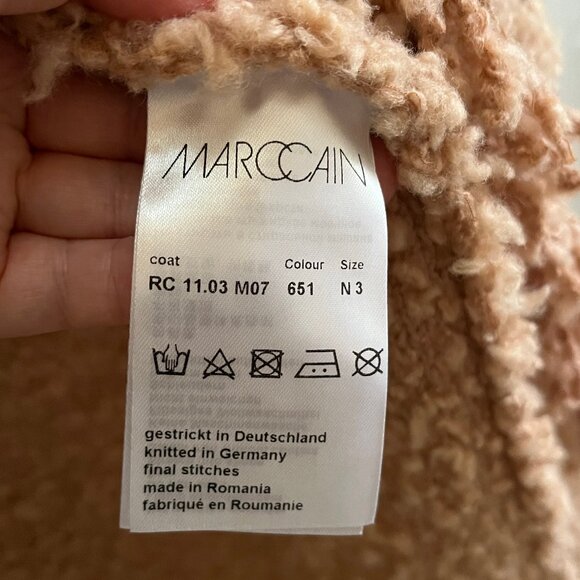 MARCCAIN
coat Colour Size
RC 11.03 M07 651 N 3
gestrickt in Deutschland
knitted in Germany
final stitches
made in Romania
fabriqué en Roumanie